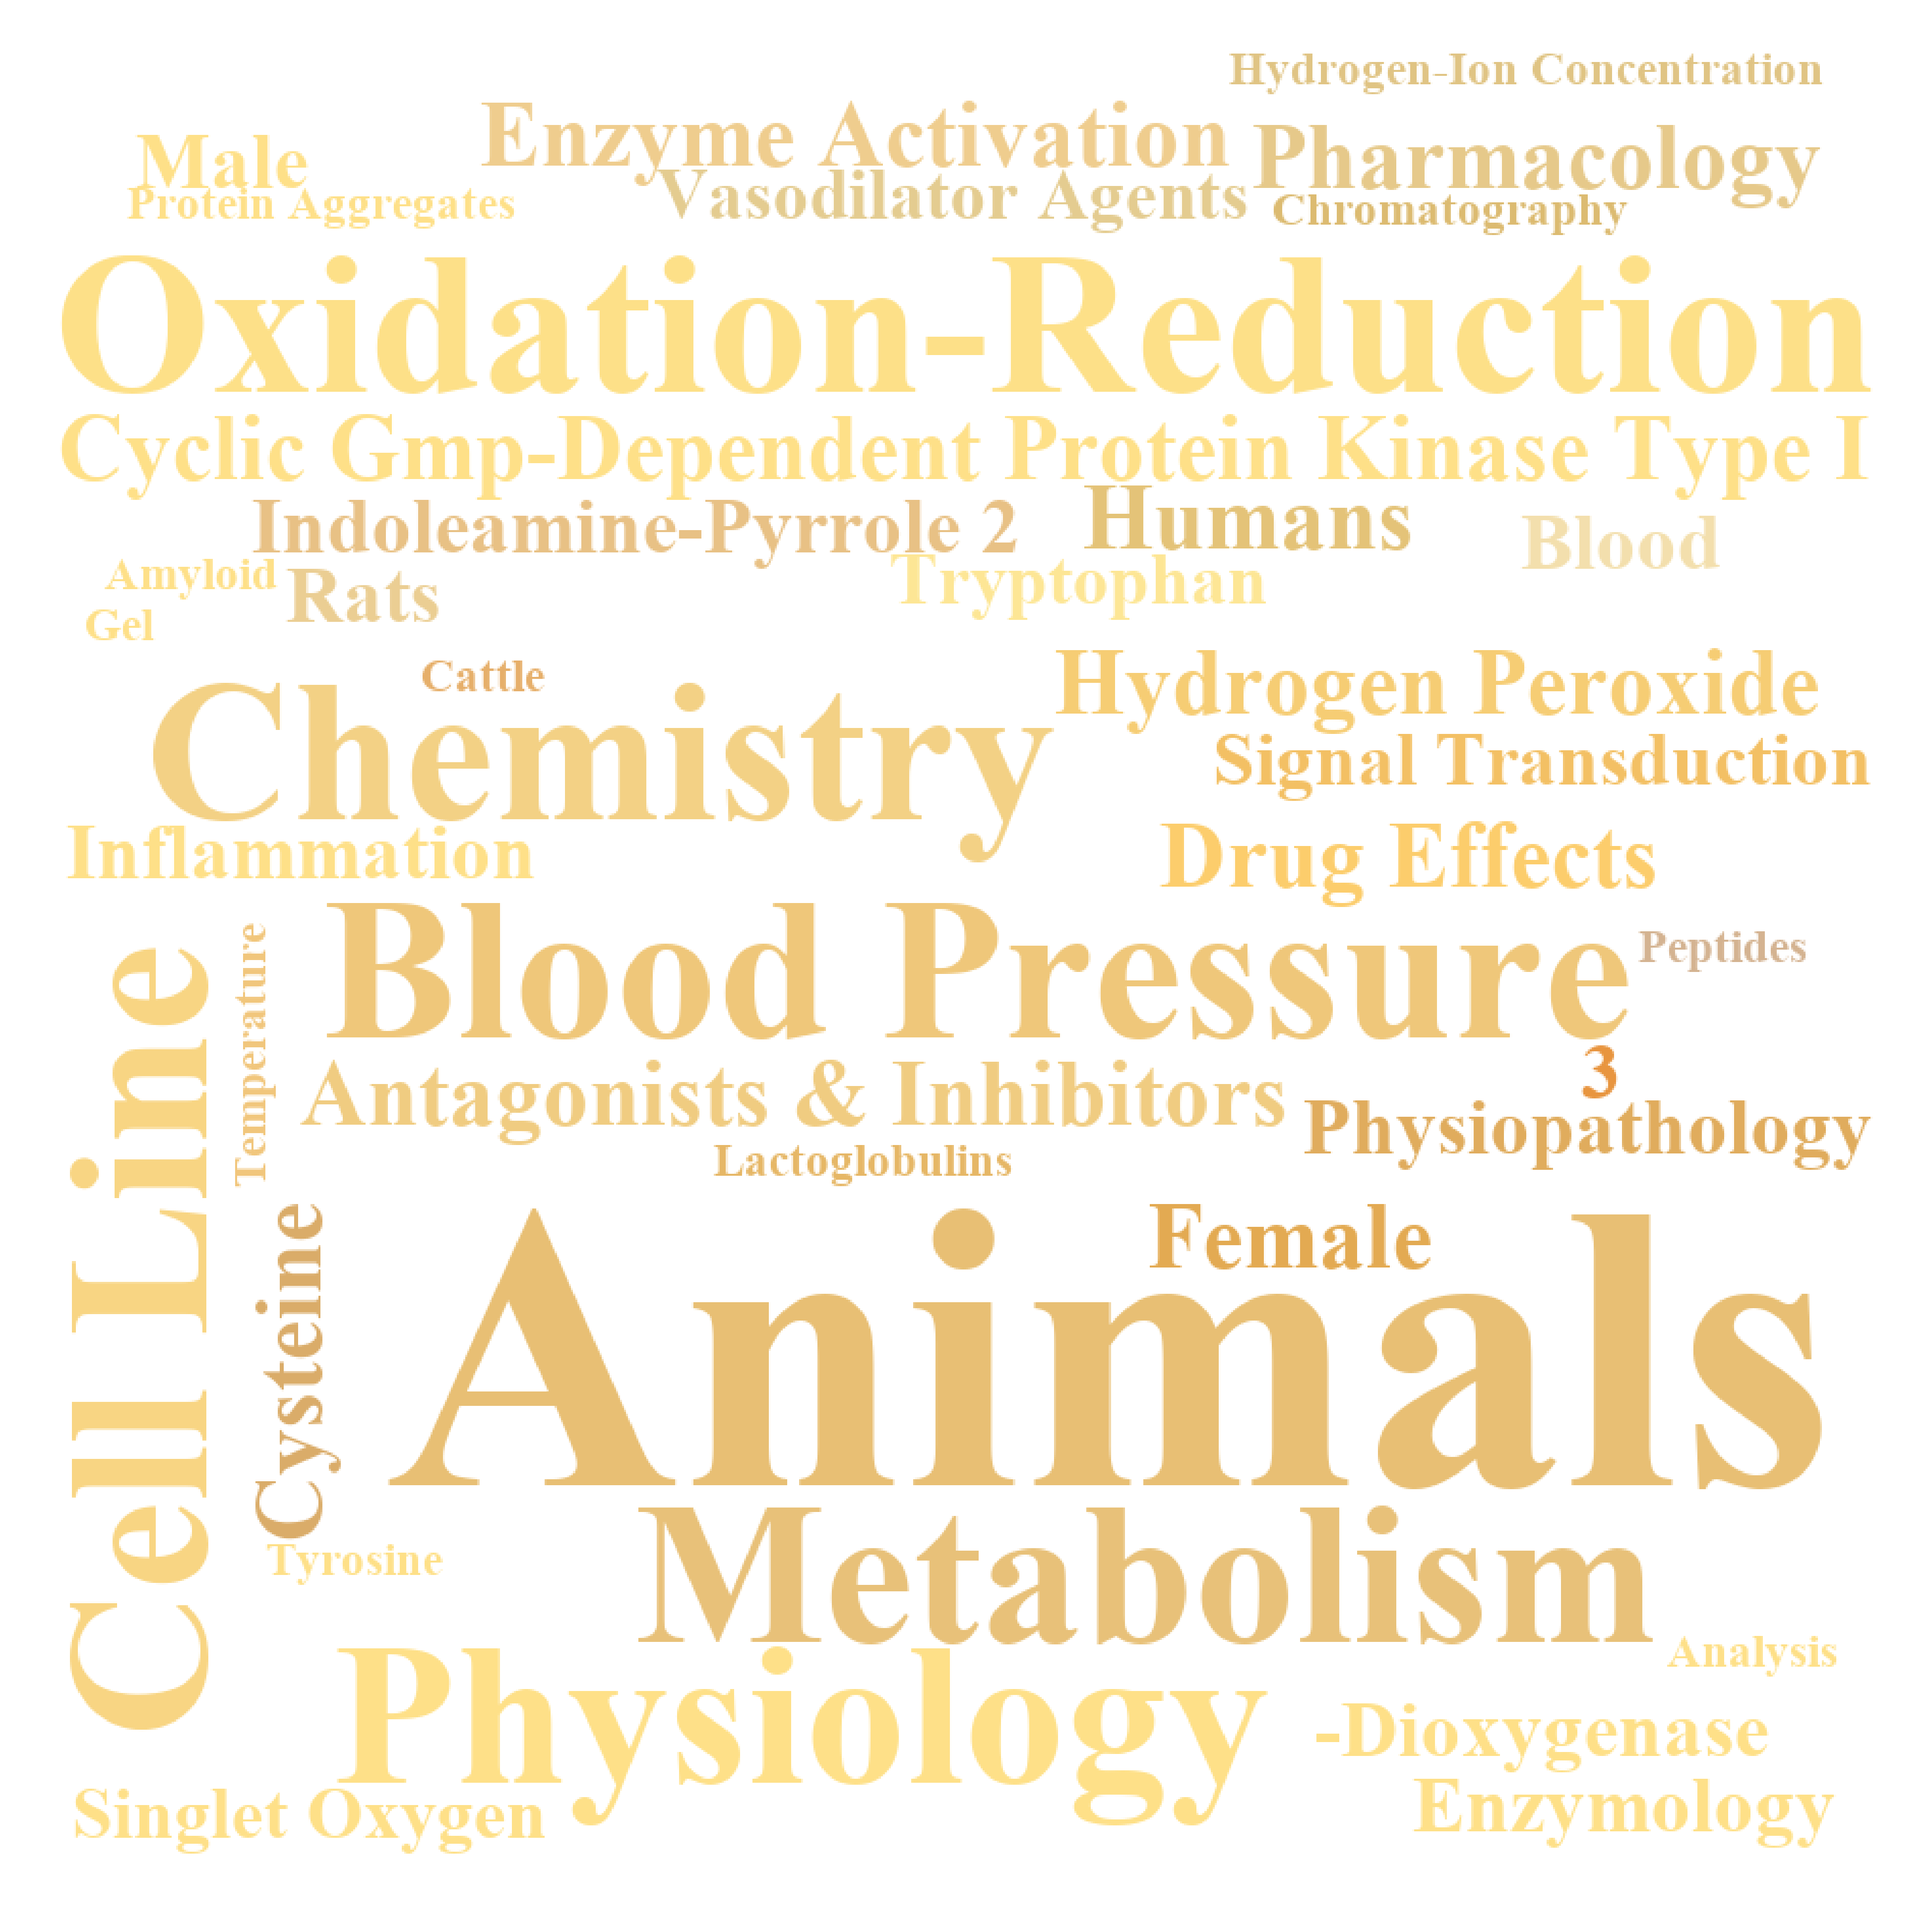 Hydrogen-Ion Concentration
Enzyme Activation
Pharmacology
Male
Vasodilator Agents
Protein Aggregates
Chromatography
Oxidation-Reduction
Cyclic Gmp-Dependent Protein Kinase Type I
Indoleamine-Pyrrole 2
Humans
Blood
Amyloid
Rats
Tryptophan
Gel
Cattle
Hydrogen Peroxide
Chemistry
Signal Transduction
Inflammation
Drug Effects
Blood Pressure
Peptides
Temperature
Cell Line
3
Antagonists & Inhibitors
Physiopathology
Lactoglobulins
Female
Cysteine
Animals
Tyrosine
Metabolism
Analysis
Physiology
-Dioxygenase
Singlet Oxygen
Enzymology